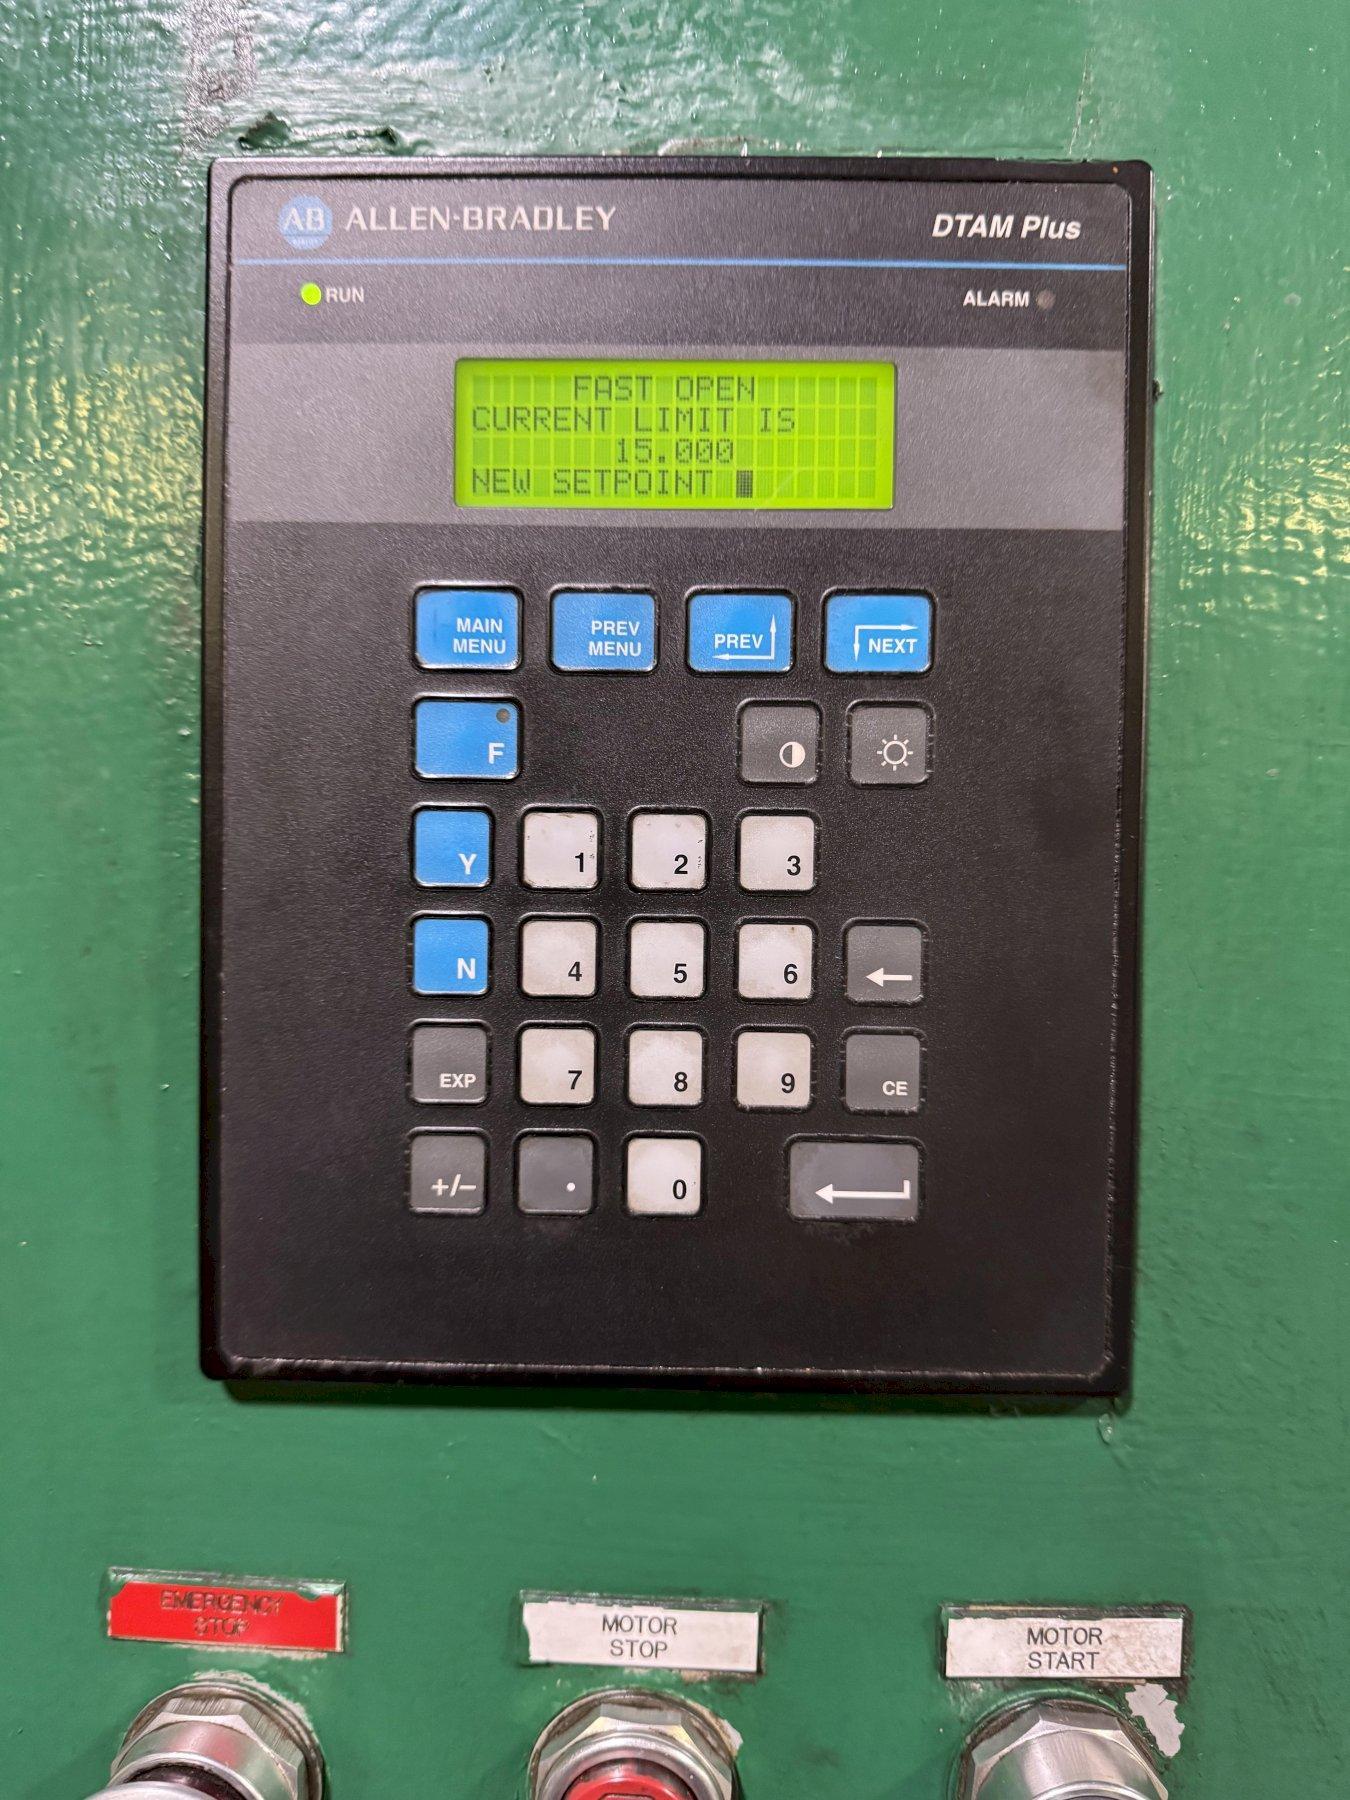 AB ALLEN-BRADLEY DTAM Plus
RUN ALARM
FAST OPEN
CURRENT LIMIT IS
15.000
NEW SETPOINT
MAIN
MENU
PREV
MENU
PREV
NEXT
F
Y 1 2 3
N 4 5 6
EXP 7 8 9 CE
+/− . 0
EMERGENCY
STOP
MOTOR
STOP
MOTOR
START